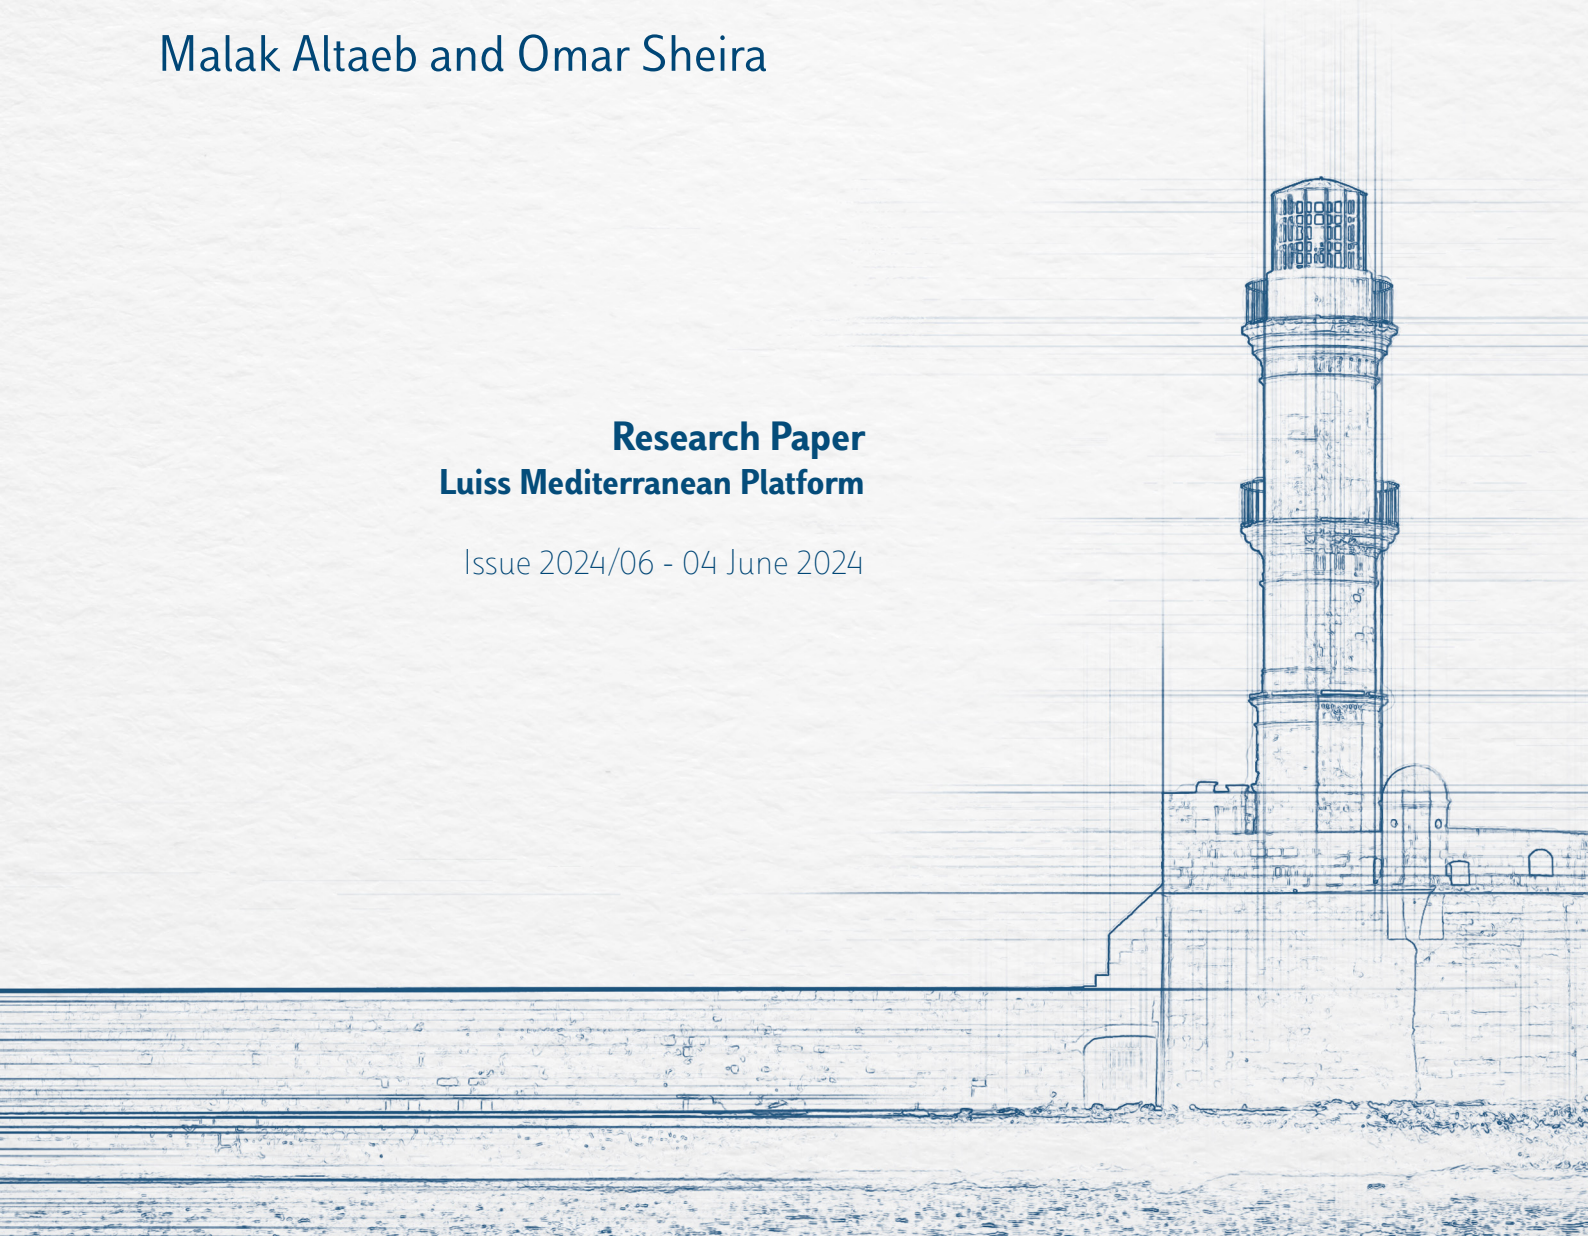 Malak Altaeb and Omar Sheira
Research Paper
Luiss Mediterranean Platform
Issue 2024/06 - 04 June 2024